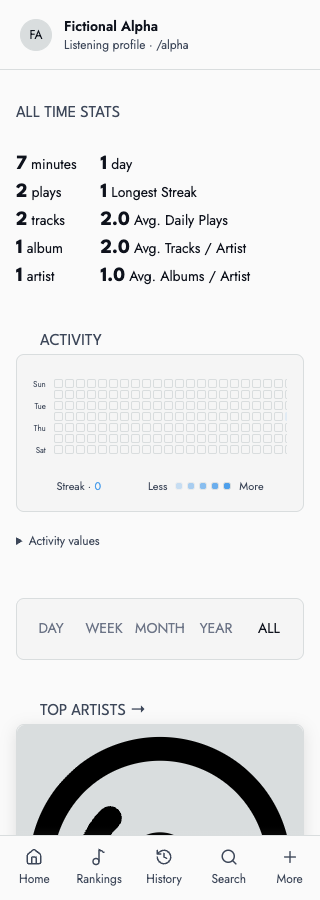 FA
Fictional Alpha
Listening profile · /alpha
ALL TIME STATS
7 minutes
2 plays
2 tracks
1 album
1 artist
1 day
1 Longest Streak
2.0 Avg. Daily Plays
2.0 Avg. Tracks / Artist
1.0 Avg. Albums / Artist
ACTIVITY
Sun
Tue
Thu
Sat
Streak · 0
Less More
Activity values
DAY WEEK MONTH YEAR ALL
TOP ARTISTS →
Home Rankings History Search More